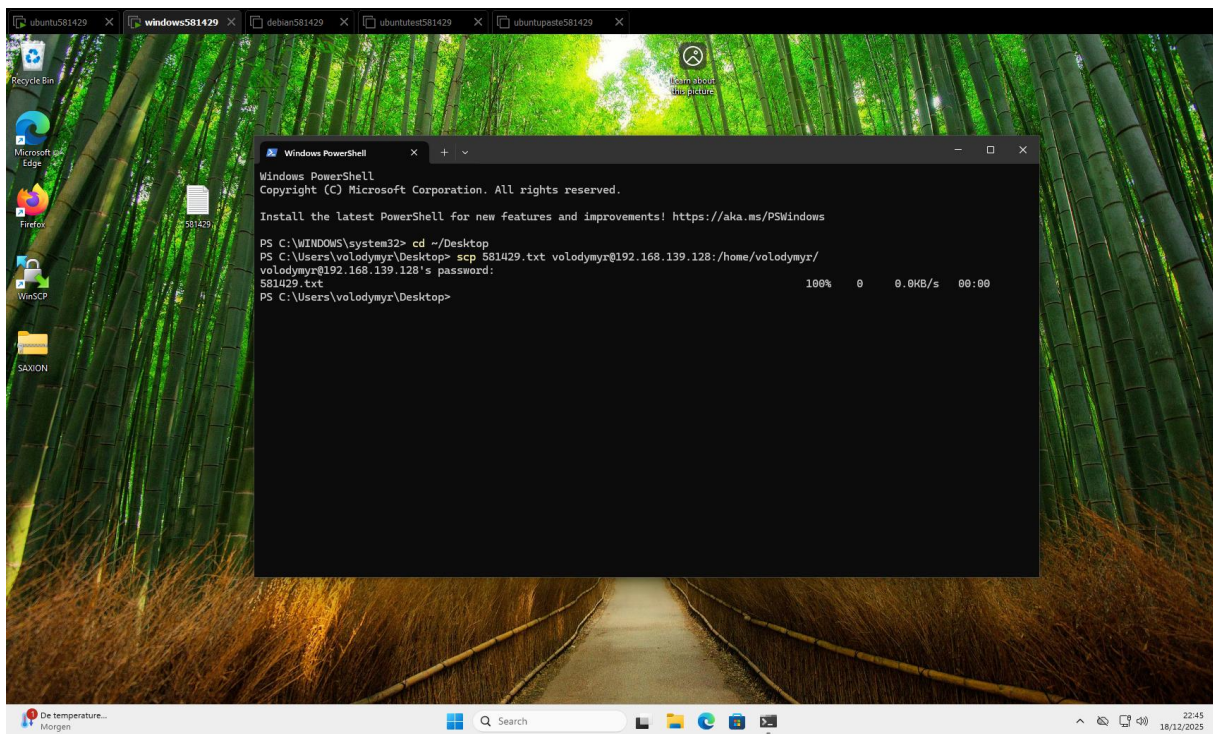 ubuntu581429
windows581429
debian581429
ubuntutest581429
ubuntupaste581429
Recycle Bin
Learn about
this picture
Microsoft
Edge
Firefox
581429
WinSCP
SAXION
Windows PowerShell
Windows PowerShell
Copyright (C) Microsoft Corporation. All rights reserved.
Install the latest PowerShell for new features and improvements! https://aka.ms/PSWindows
PS C:\WINDOWS\system32> cd ~/Desktop
PS C:\Users\volodymyr\Desktop> scp 581429.txt volodymyr@192.168.139.128:/home/volodymyr/
volodymyr@192.168.139.128's password:
581429.txt 100% 0 0.0KB/s 00:00
PS C:\Users\volodymyr\Desktop>
1
De temperature...
Morgen
Search
22:45
18/12/2025